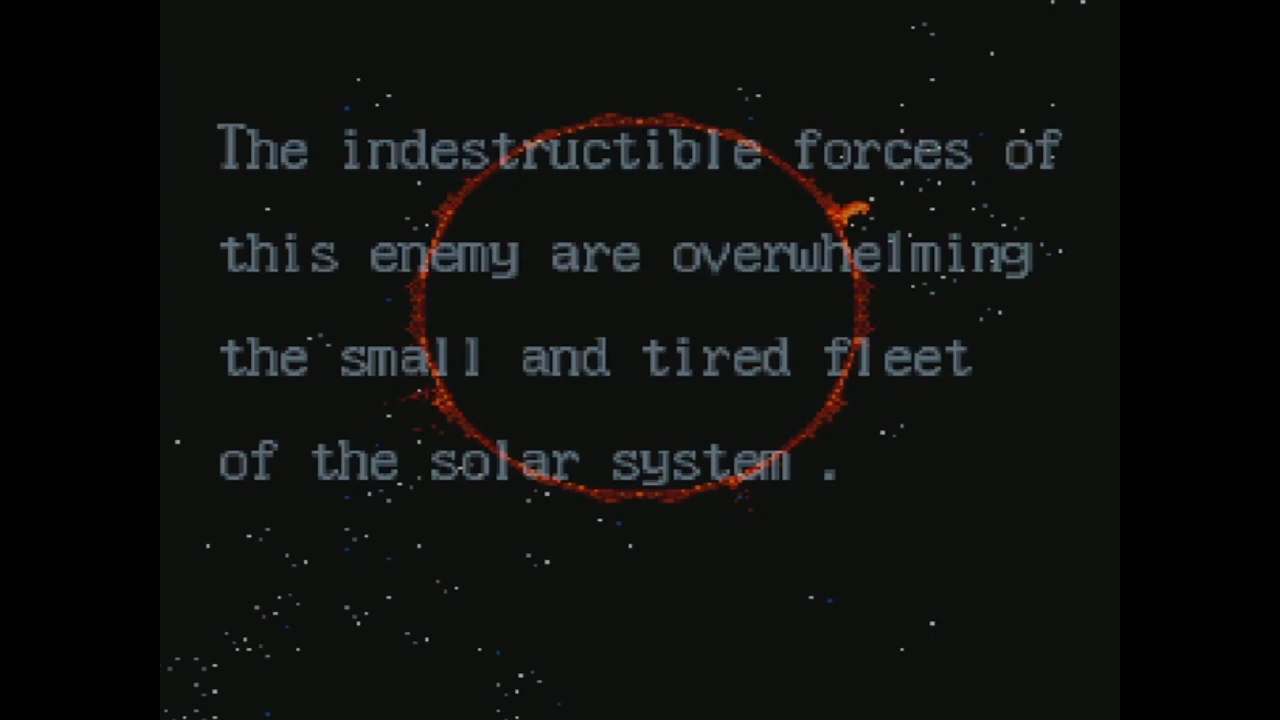 The indestructible forces of
this enemy are overwhelming
the small and tired fleet
of the solar system .